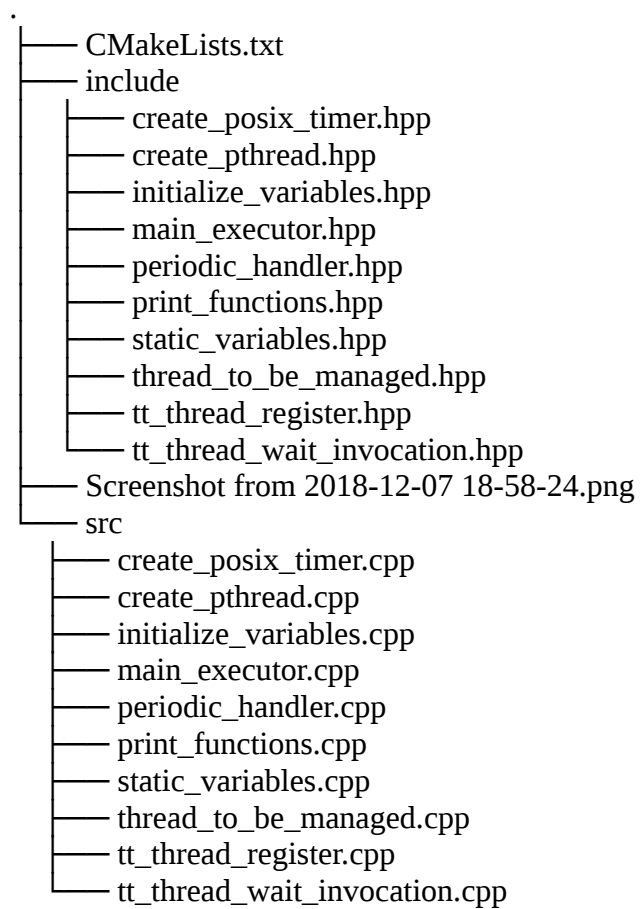 .
├── CMakeLists.txt
├── include
│   ├── create_posix_timer.hpp
│   ├── create_pthread.hpp
│   ├── initialize_variables.hpp
│   ├── main_executor.hpp
│   ├── periodic_handler.hpp
│   ├── print_functions.hpp
│   ├── static_variables.hpp
│   ├── thread_to_be_managed.hpp
│   ├── tt_thread_register.hpp
│   └── tt_thread_wait_invocation.hpp
├── Screenshot from 2018-12-07 18-58-24.png
└── src
    ├── create_posix_timer.cpp
    ├── create_pthread.cpp
    ├── initialize_variables.cpp
    ├── main_executor.cpp
    ├── periodic_handler.cpp
    ├── print_functions.cpp
    ├── static_variables.cpp
    ├── thread_to_be_managed.cpp
    ├── tt_thread_register.cpp
    └── tt_thread_wait_invocation.cpp